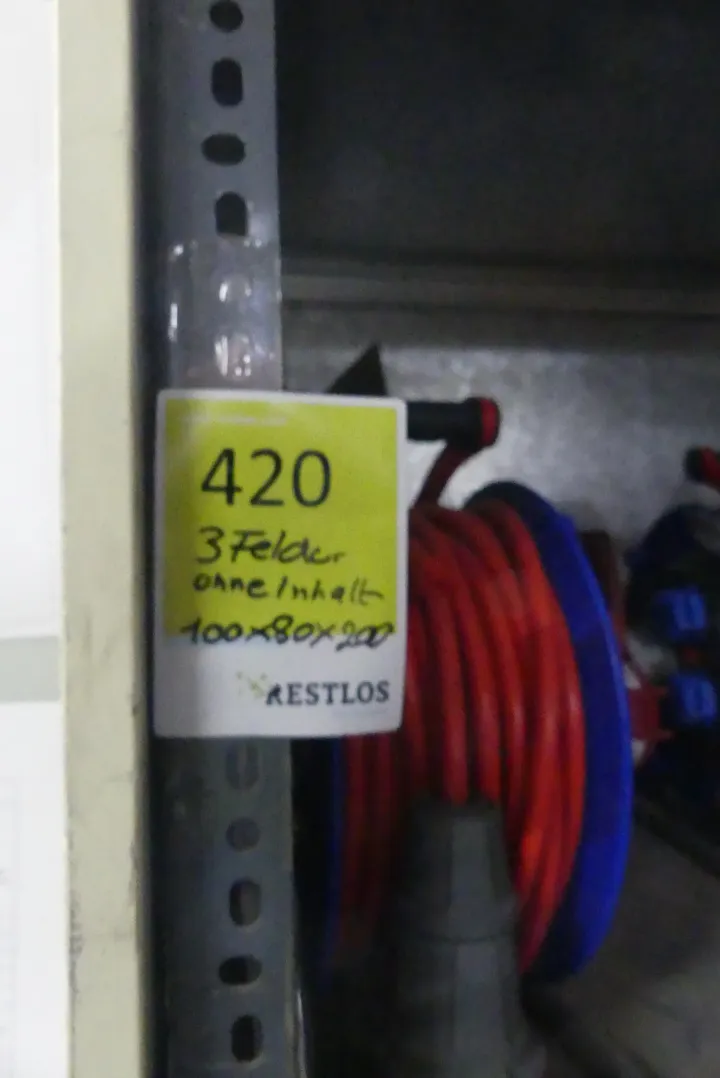 420
3 Felder
ohne Inhalt
100x80x200
RESTLOS